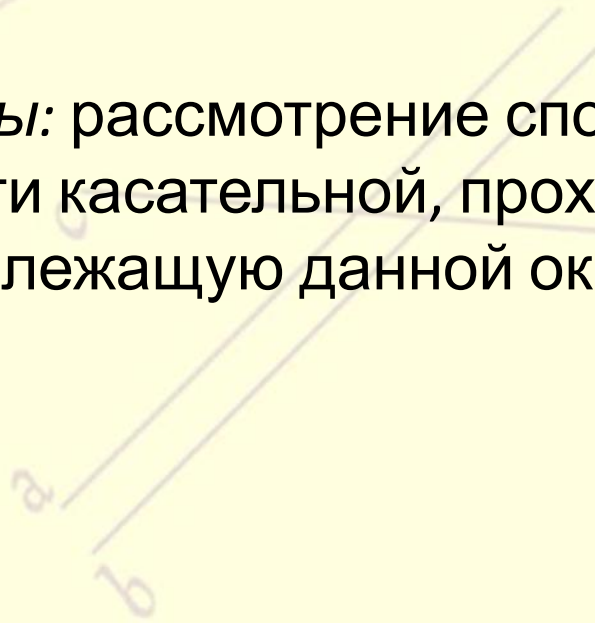 ы: рассмотрение спо
ти касательной, прох
лежащую данной ок
c
a
b